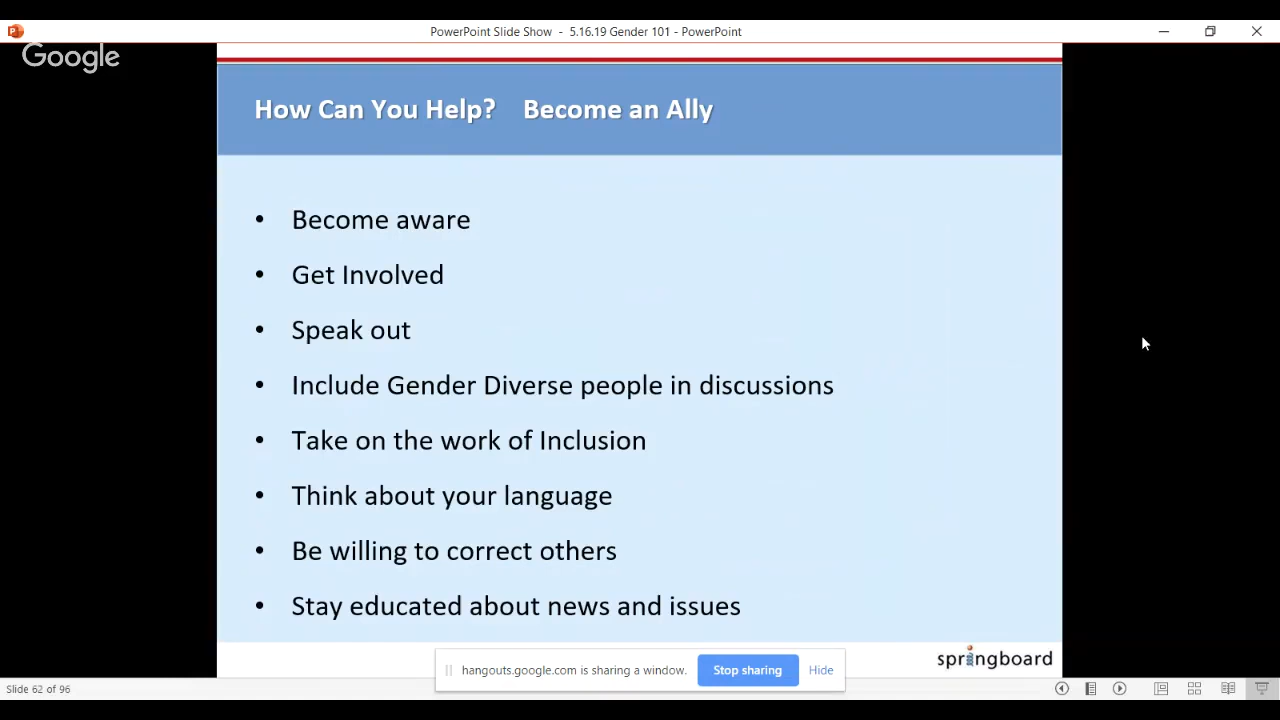 PowerPoint Slide Show - 5.16.19 Gender 101 - PowerPoint
Google
How Can You Help? Become an Ally
• Become aware
• Get Involved
• Speak out
• Include Gender Diverse people in discussions
• Take on the work of Inclusion
• Think about your language
• Be willing to correct others
• Stay educated about news and issues
springboard
hangouts.google.com is sharing a window. Stop sharing Hide
Slide 62 of 96